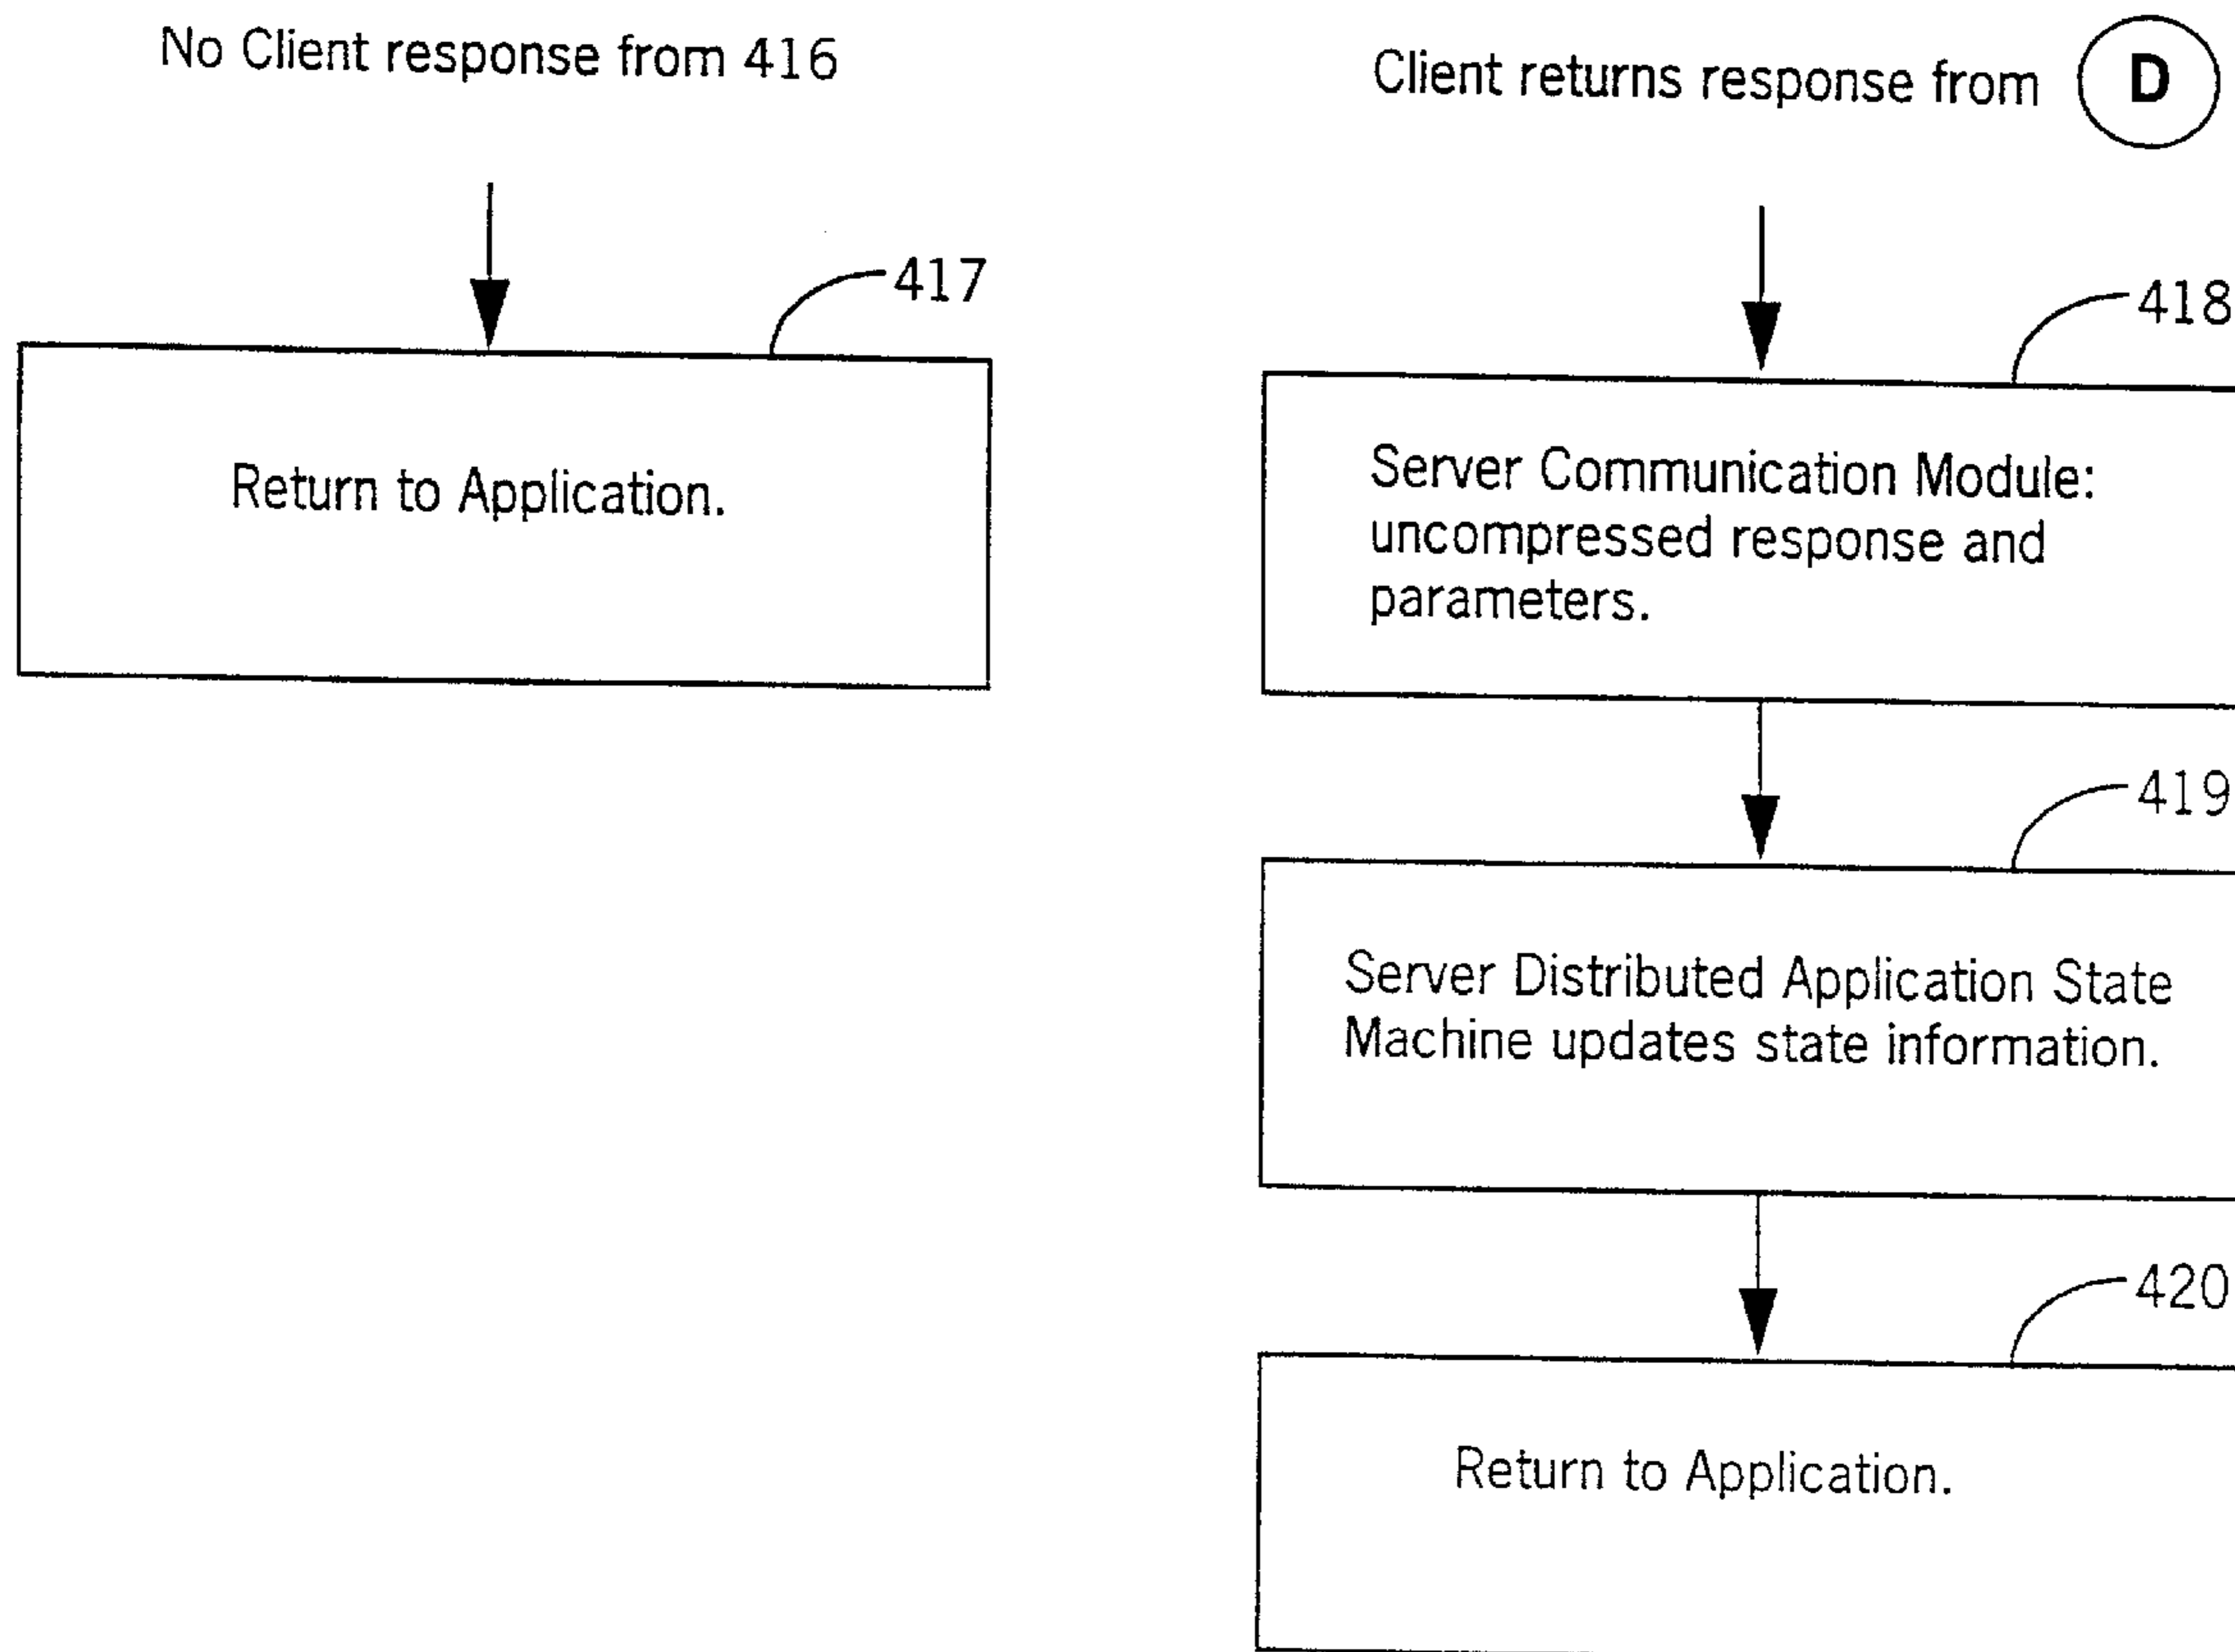 No Client response from 416
417
Return to Application.
Client returns response from D
418
Server Communication Module:
uncompressed response and
parameters.
419
Server Distributed Application State
Machine updates state information.
420
Return to Application.